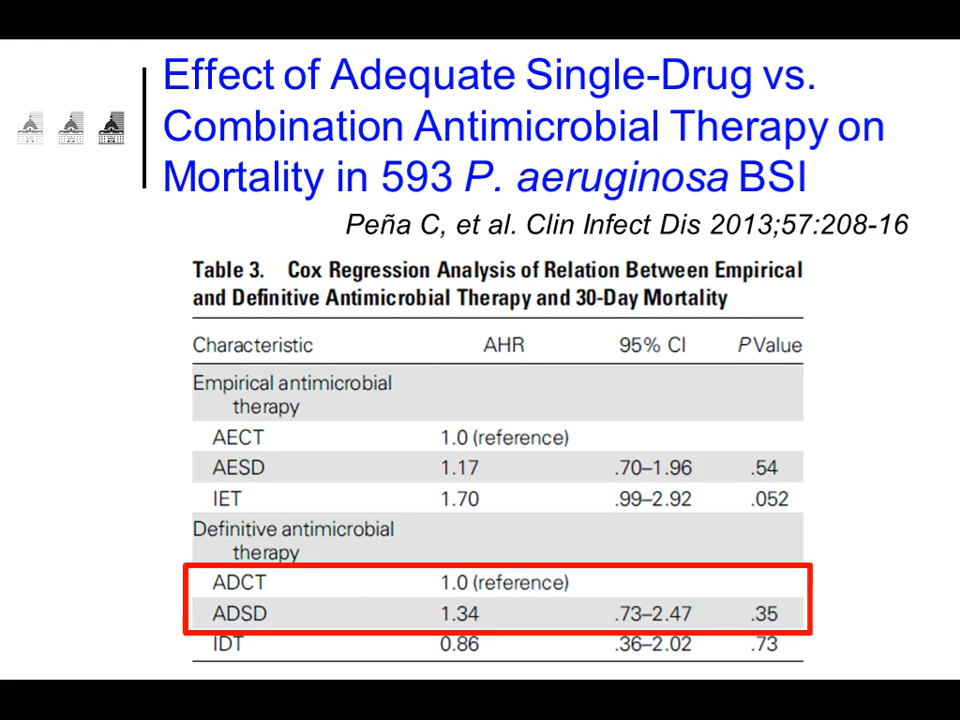 Effect of Adequate Single-Drug vs.
Combination Antimicrobial Therapy on
Mortality in 593 P. aeruginosa BSI
Peña C, et al. Clin Infect Dis 2013;57:208-16
Table 3. Cox Regression Analysis of Relation Between Empirical
and Definitive Antimicrobial Therapy and 30-Day Mortality
Characteristic AHR 95% CI P Value
Empirical antimicrobial
therapy
AECT 1.0 (reference)
AESD 1.17 .70–1.96 .54
IET 1.70 .99–2.92 .052
Definitive antimicrobial
therapy
ADCT 1.0 (reference)
ADSD 1.34 .73–2.47 .35
IDT 0.86 .36–2.02 .73